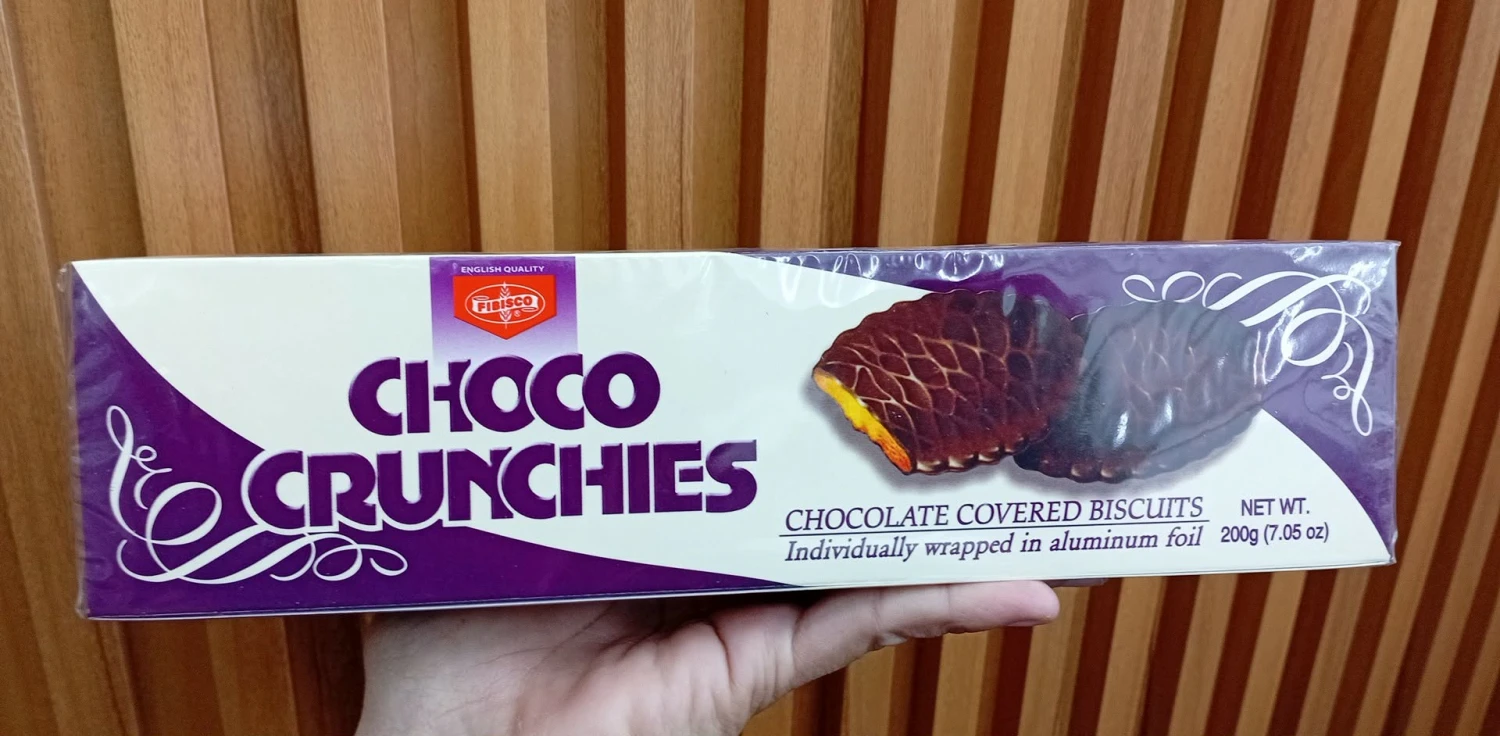 ENGLISH QUALITY
FIBISCO
®
CHOCO
CRUNCHIES
CHOCOLATE COVERED BISCUITS
Individually wrapped in aluminum foil
NET WT.
200g (7.05 oz)